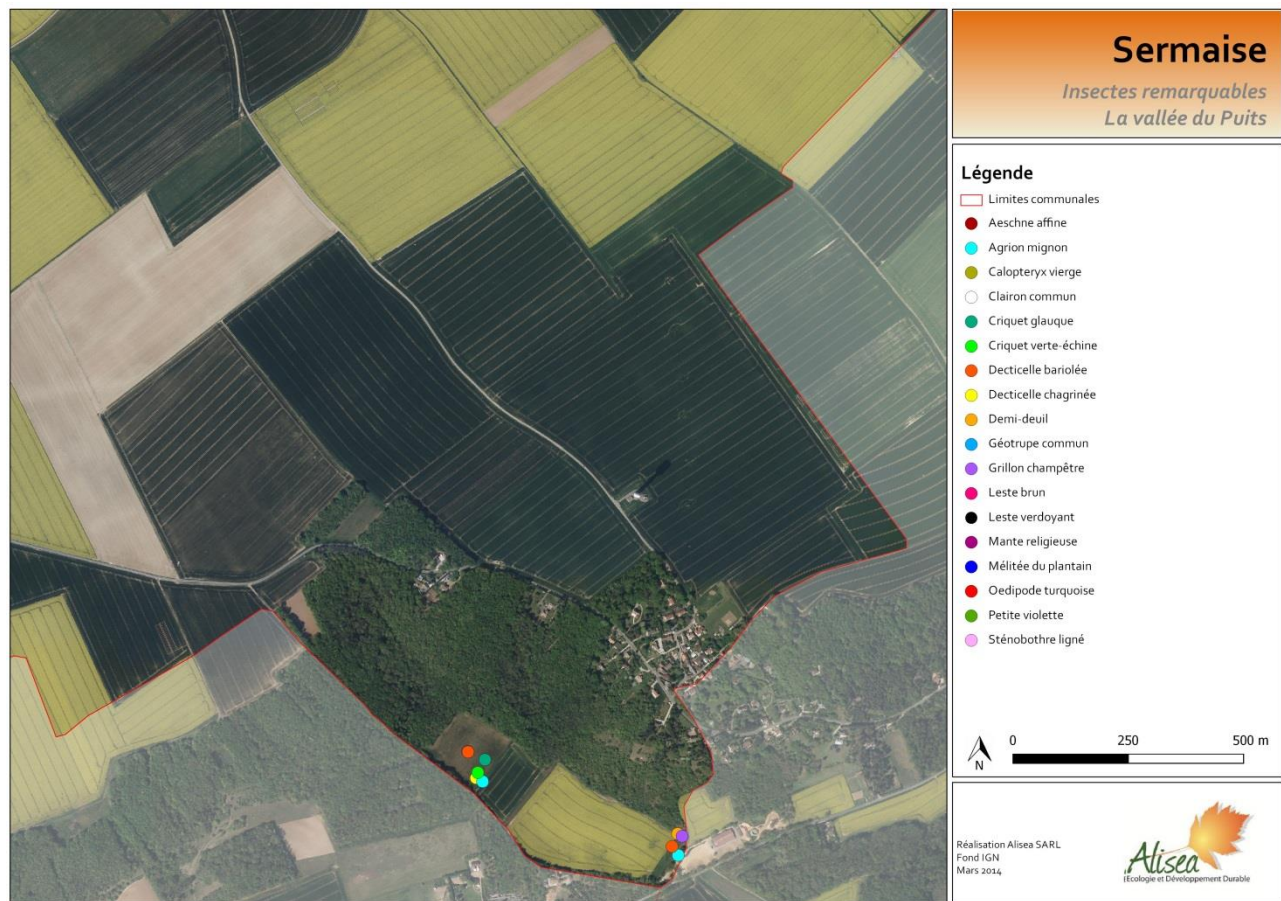 Sermaise
Insectes remarquables
La vallée du Puits
Légende
Limites communales
Aeschne affine
Agrion mignon
Calopteryx vierge
Clairon commun
Criquet glauque
Criquet verte-échine
Decticelle bariolée
Decticelle chagrinée
Demi-deuil
Géotrupe commun
Grillon champêtre
Leste brun
Leste verdoyant
Mante religieuse
Mélitée du plantain
Oedipode turquoise
Petite violette
Sténobothre ligné
N
0 250 500 m
Réalisation Alisea SARL
Fond IGN
Mars 2014
Alisea
Ecologie et Développement Durable